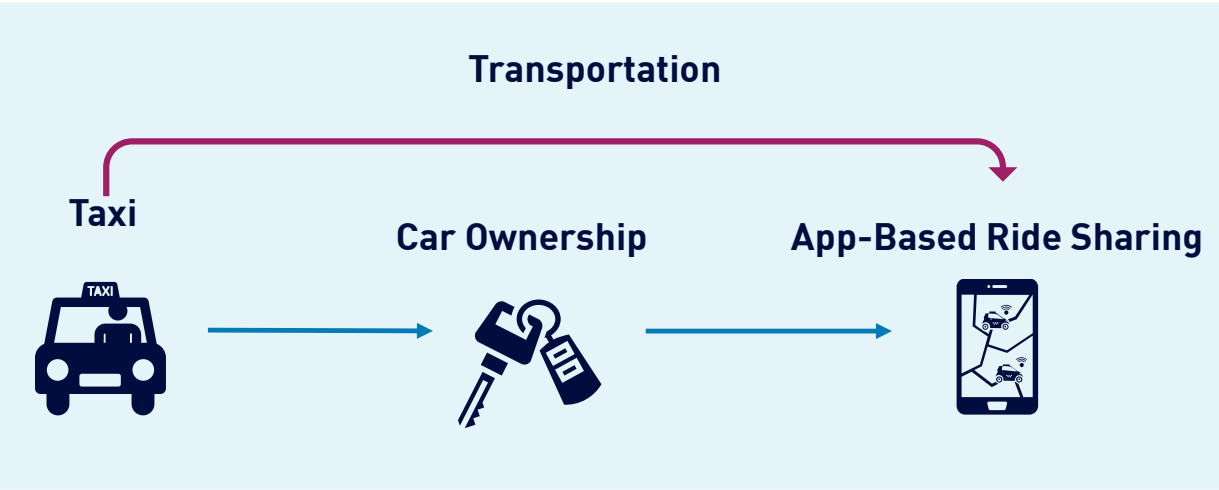 Transportation
Taxi
Car Ownership
App-Based Ride Sharing
TAXI